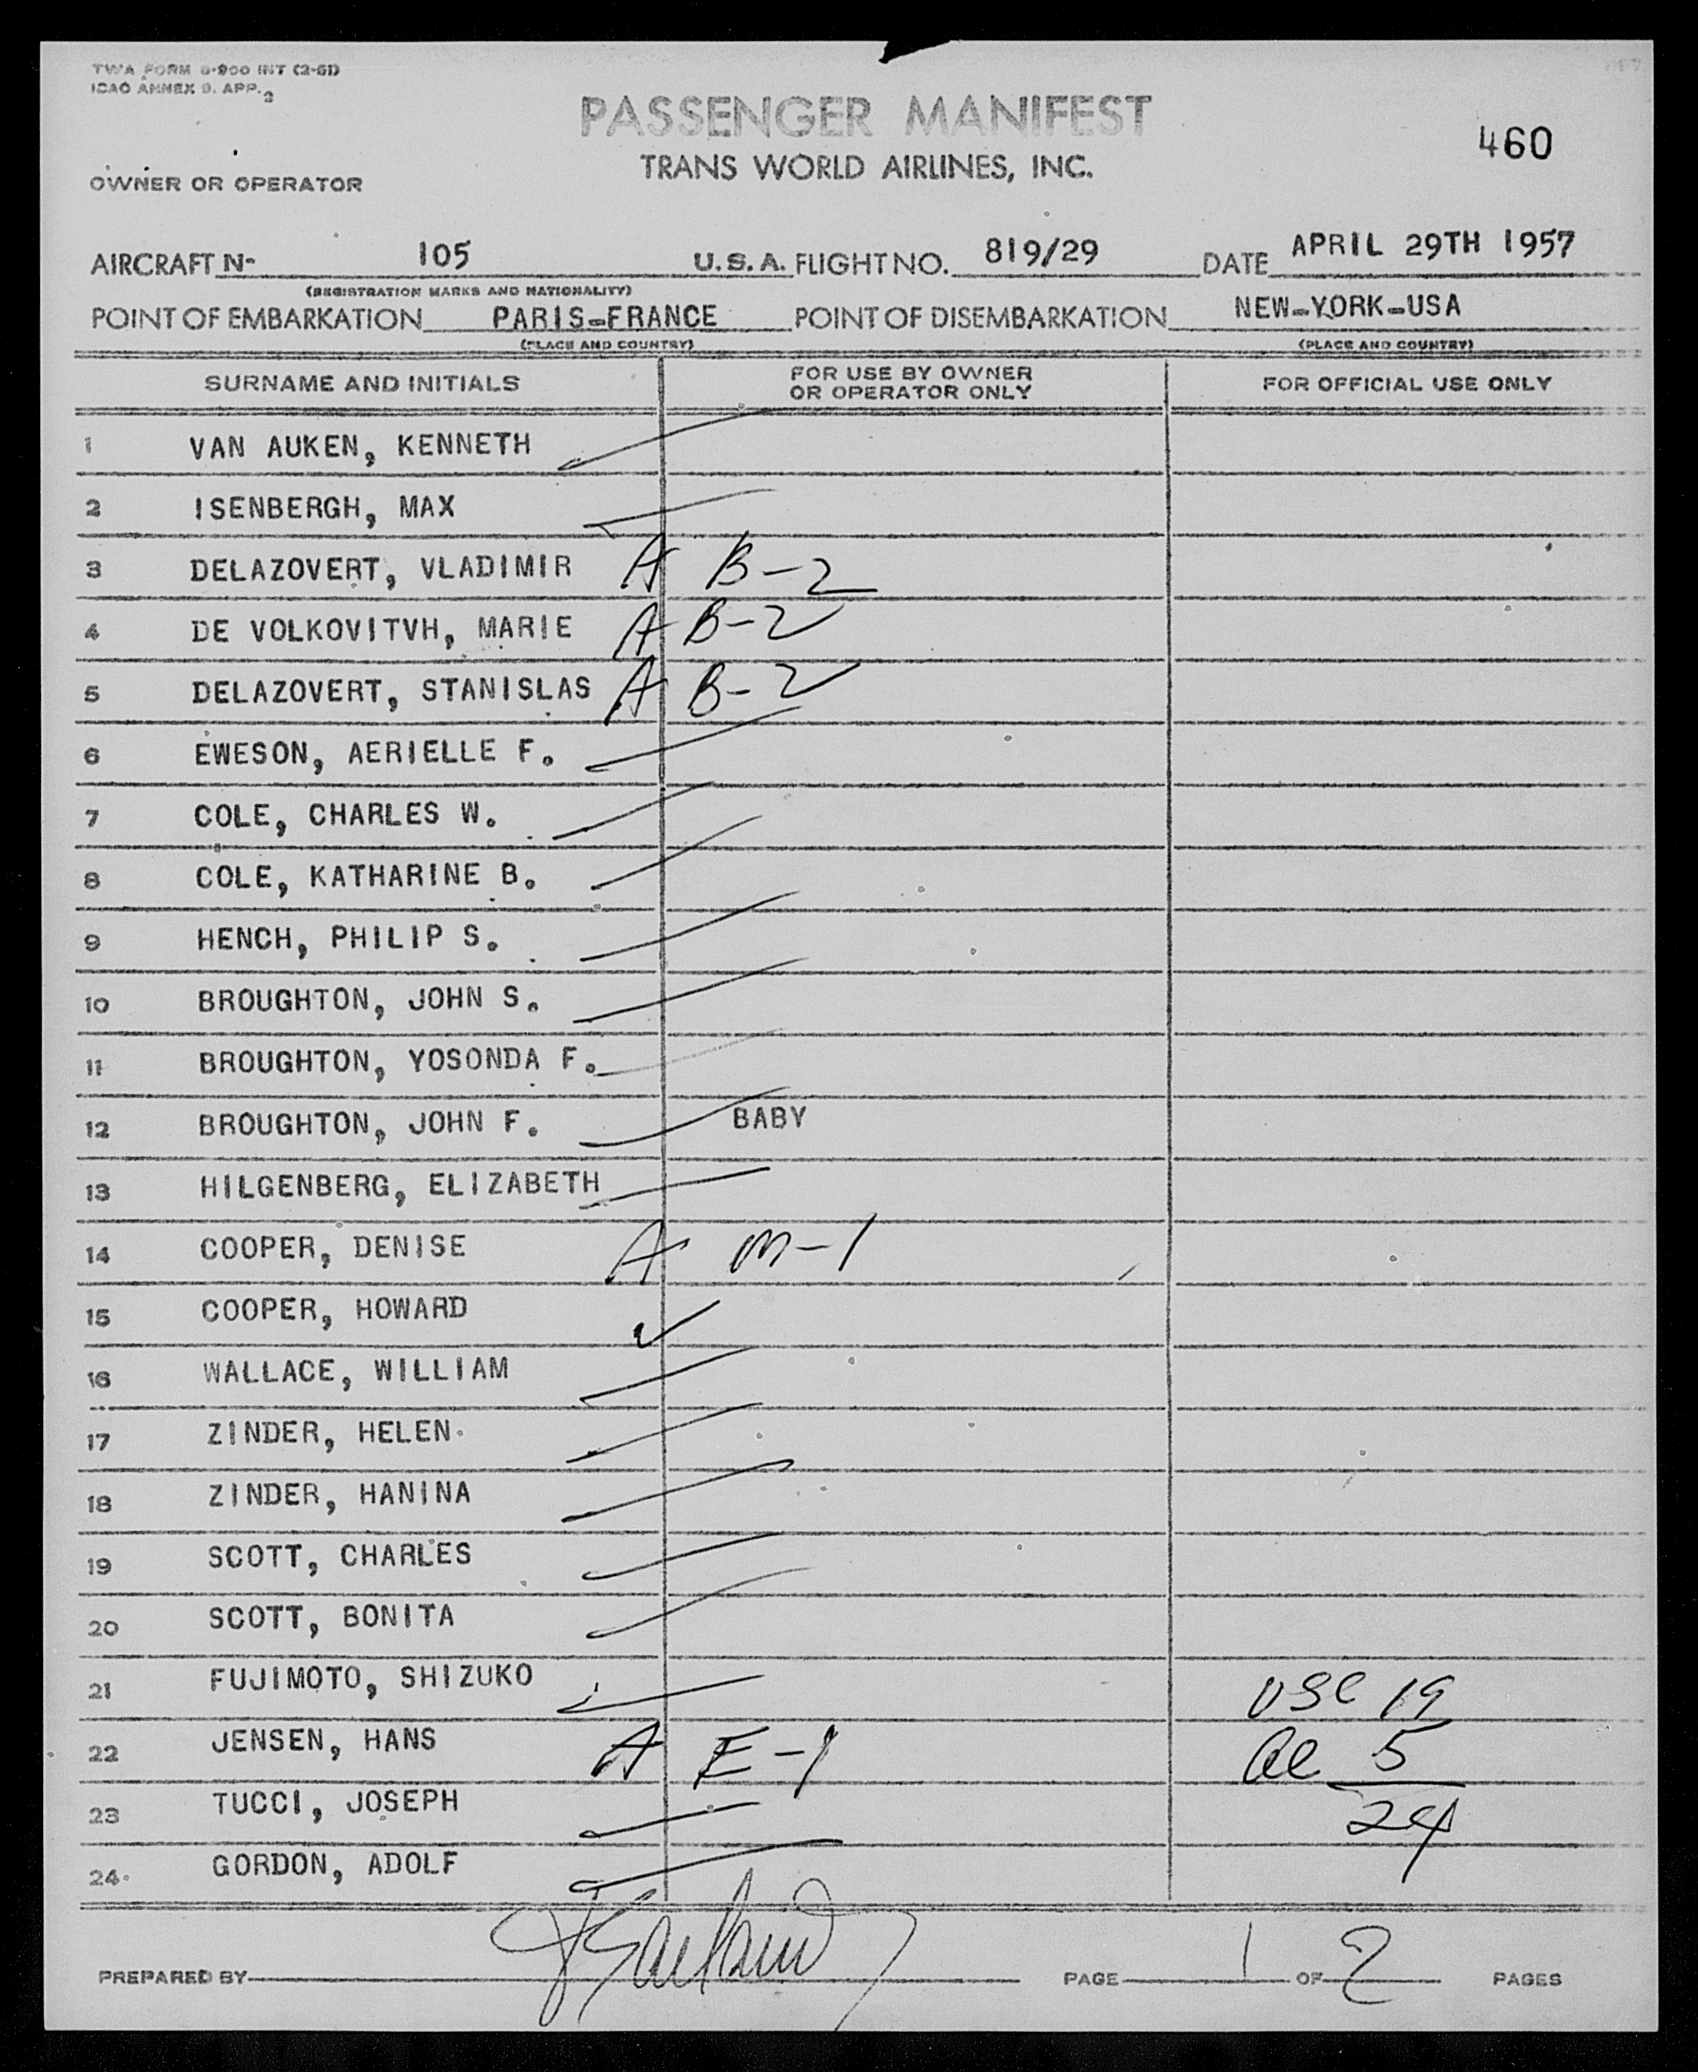 TWA FORM O-900 INT (2-51)
ICAO ANNEX 9. APP. 3
PASSENGER MANIFEST
460
TRANS WORLD AIRLINES, INC.
OWNER OR OPERATOR
AIRCRAFT N- 105 U.S.A. FLIGHT NO. 819/29 DATE APRIL 29TH 1957
(REGISTRATION MARKS AND NATIONALITY)
POINT OF EMBARKATION PARIS-FRANCE POINT OF DISEMBARKATION NEW-YORK-USA
(PLACE AND COUNTRY) (PLACE AND COUNTRY)
SURNAME AND INITIALS FOR USE BY OWNER OR OPERATOR ONLY FOR OFFICIAL USE ONLY
1 VAN AUKEN, KENNETH
2 ISENBERGH, MAX
3 DELAZOVERT, VLADIMIR A B-2
4 DE VOLKOVITVH, MARIE A B-2
5 DELAZOVERT, STANISLAS A B-2
6 EWESON, AERIELLE F.
7 COLE, CHARLES W.
8 COLE, KATHARINE B.
9 HENCH, PHILIP S.
10 BROUGHTON, JOHN S.
11 BROUGHTON, YOSONDA F.
12 BROUGHTON, JOHN F. BABY
13 HILGENBERG, ELIZABETH
14 COOPER, DENISE A M-1
15 COOPER, HOWARD
16 WALLACE, WILLIAM
17 ZINDER, HELEN
18 ZINDER, HANINA
19 SCOTT, CHARLES
20 SCOTT, BONITA
21 FUJIMOTO, SHIZUKO USC 19
22 JENSEN, HANS A E-1 al 5
23 TUCCI, JOSEPH 24
24 GORDON, ADOLF
PREPARED BY PAGE 1 OF 2 PAGES